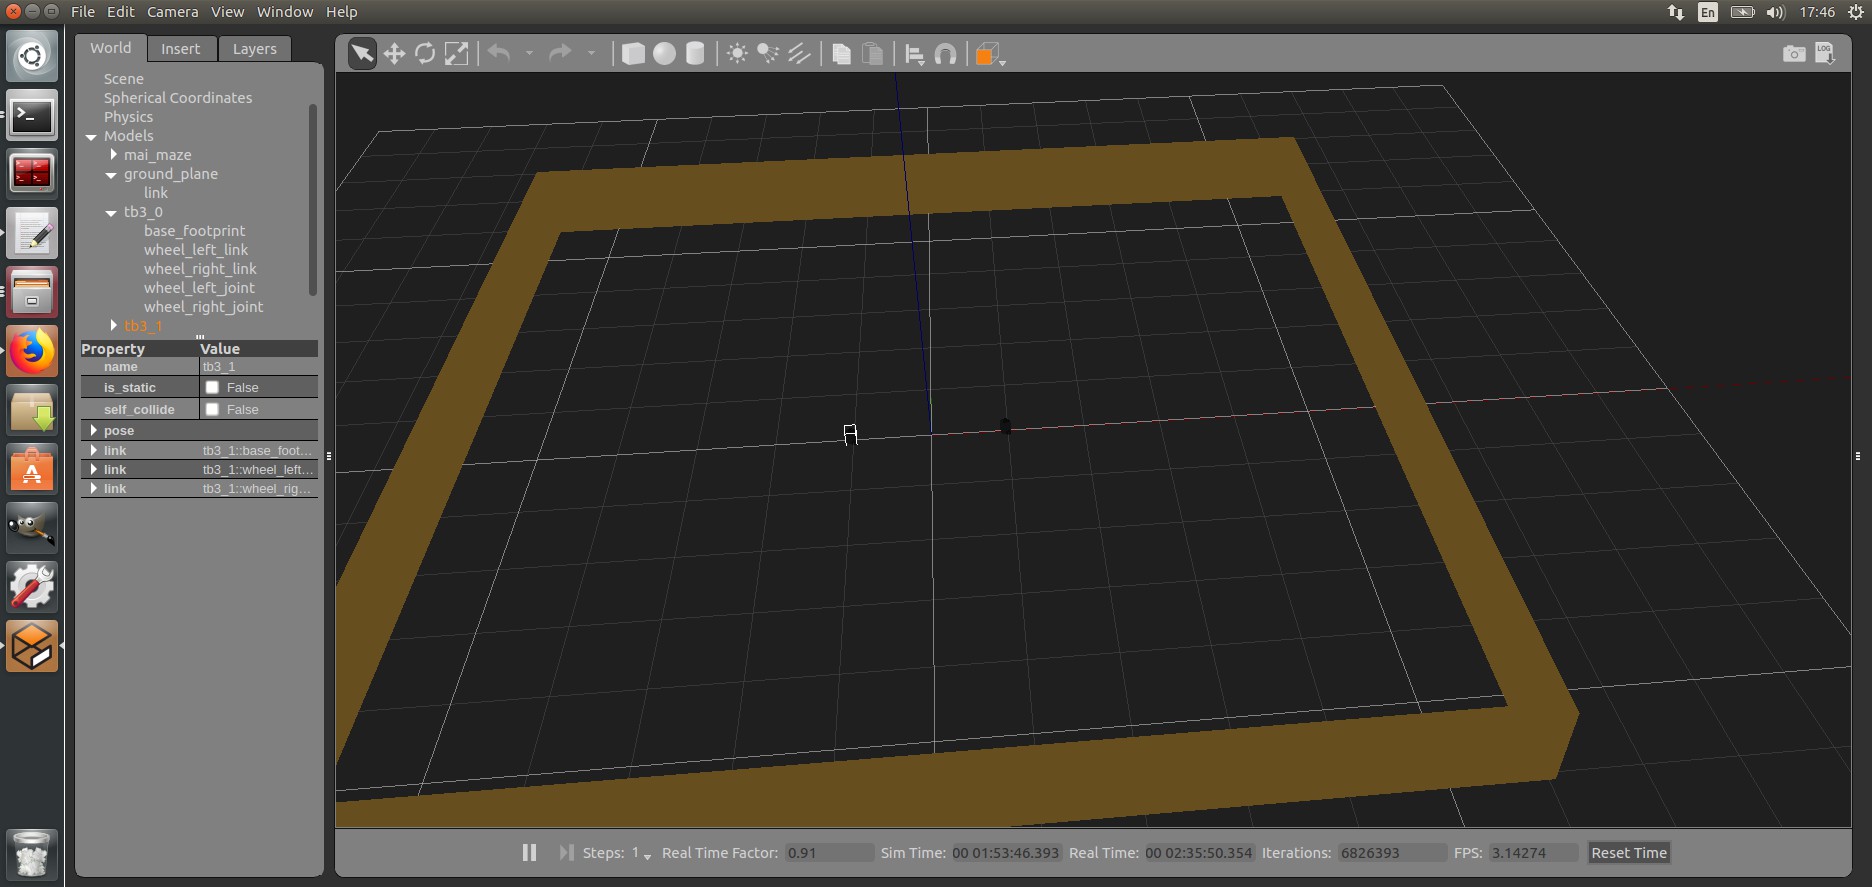 File Edit Camera View Window Help
En 17:46
World Insert Layers
LOG
Scene
Spherical Coordinates
Physics
Models
mai_maze
ground_plane
link
tb3_0
base_footprint
wheel_left_link
wheel_right_link
wheel_left_joint
wheel_right_joint
tb3_1
Property Value
name tb3_1
is_static False
self_collide False
pose
link tb3_1::base_foot...
link tb3_1::wheel_left...
link tb3_1::wheel_rig...
Steps: 1 Real Time Factor: 0.91 Sim Time: 00 01:53:46.393 Real Time: 00 02:35:50.354 Iterations: 6826393 FPS: 3.14274 Reset Time